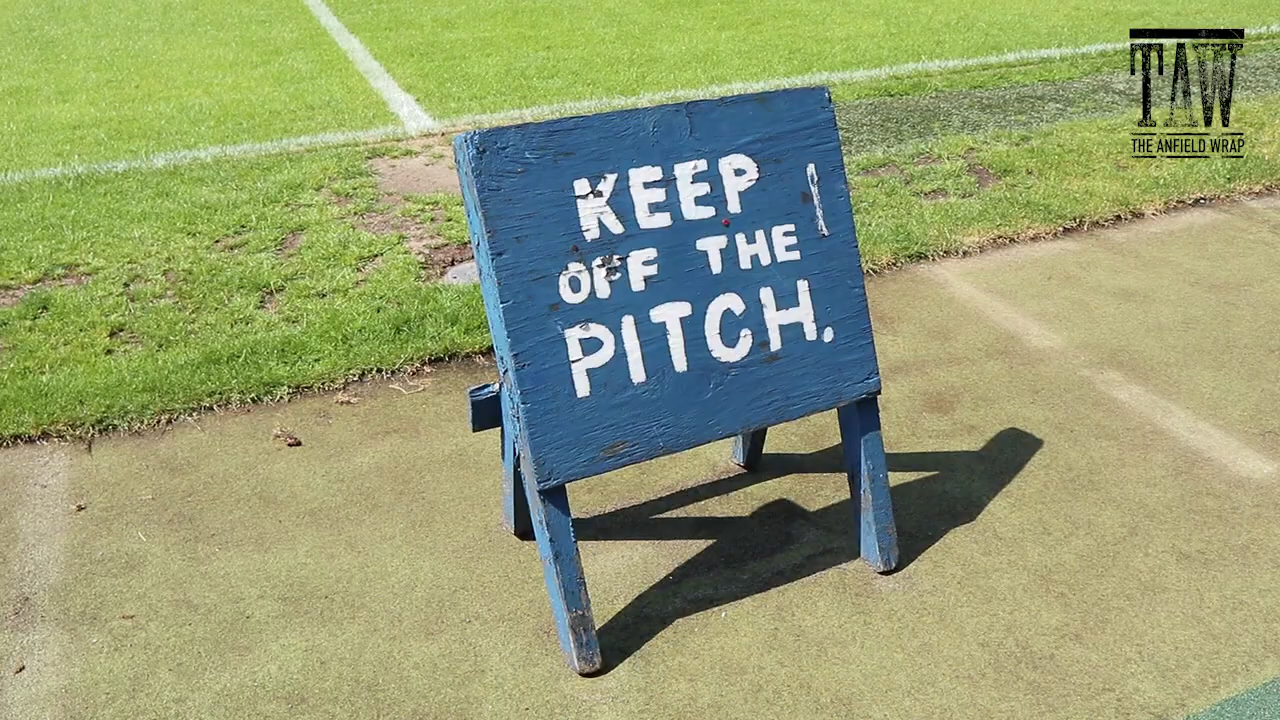 KEEP
OFF THE
PITCH.
TAW
THE ANFIELD WRAP